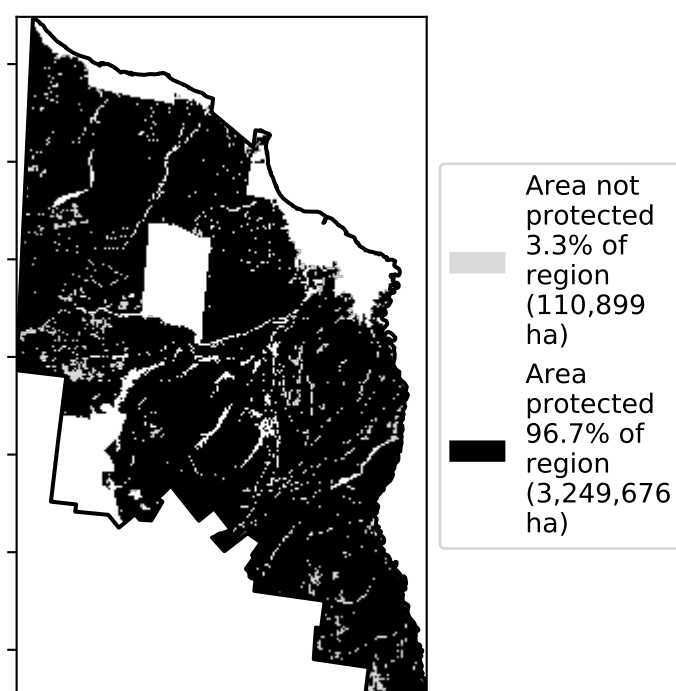 Area not
protected
3.3% of
region
(110,899
ha)
Area
protected
96.7% of
region
(3,249,676
ha)